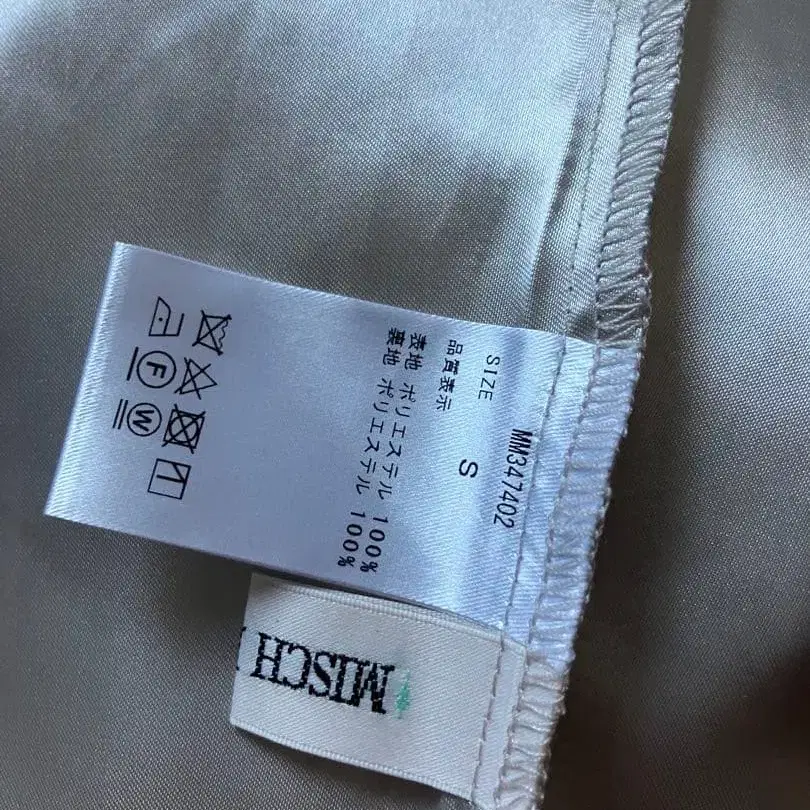 MM347402
SIZE S
品質表示
表地 ポリエステル 100%
裏地 ポリエステル 100%
F
W
MISCH